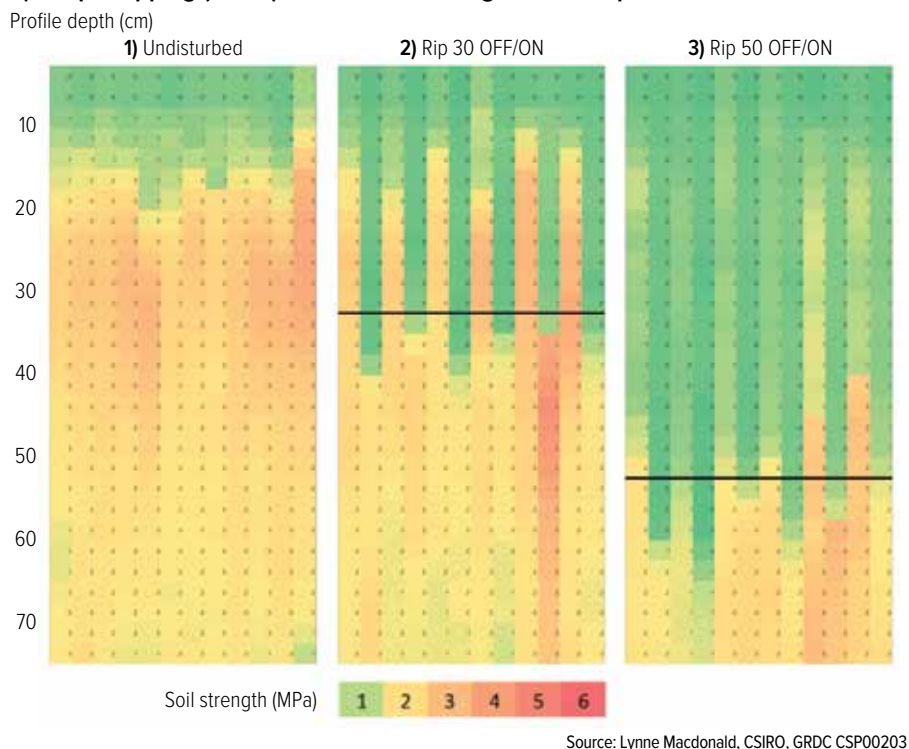 Profile depth (cm)
1) Undisturbed
2) Rip 30 OFF/ON
3) Rip 50 OFF/ON
10
20
30
40
50
60
70
Soil strength (MPa) 1 2 3 4 5 6
Source: Lynne Macdonald, CSIRO, GRDC CSP00203